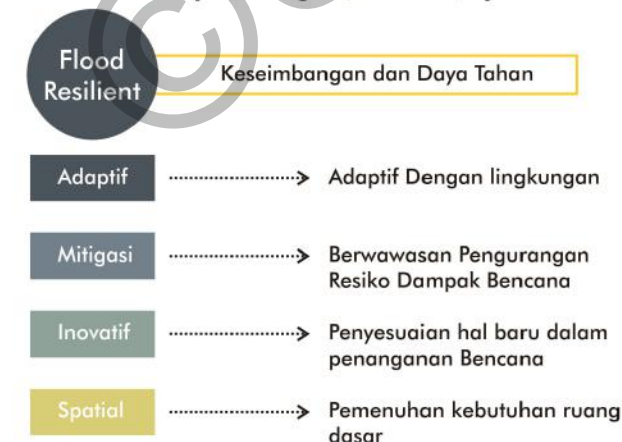 Flood
Resilient
Keseimbangan dan Daya Tahan
Adaptif
Adaptif Dengan lingkungan
Mitigasi
Berwawasan Pengurangan
Resiko Dampak Bencana
Inovatif
Penyesuaian hal baru dalam
penanganan Bencana
Spatial
Pemenuhan kebutuhan ruang
dasar